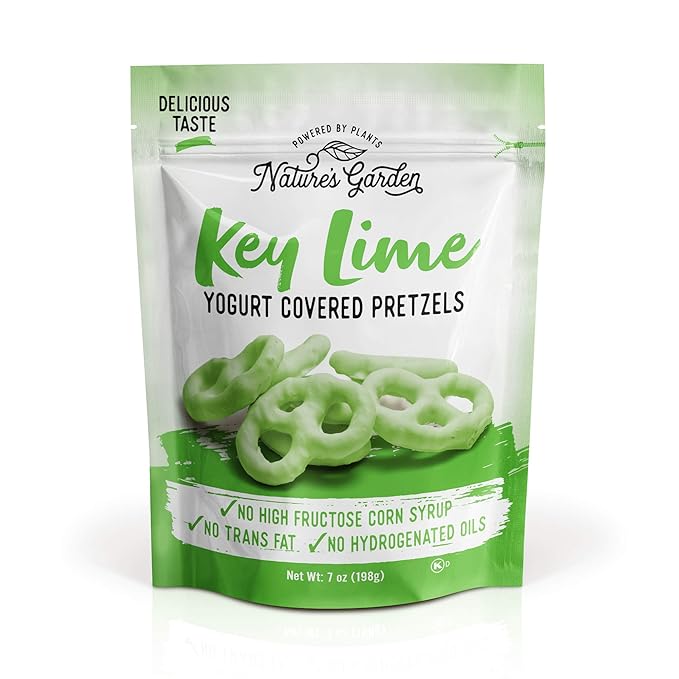 DELICIOUS
TASTE
POWERED BY PLANTS
Nature's Garden
Key Lime
YOGURT COVERED PRETZELS
✓NO HIGH FRUCTOSE CORN SYRUP
✓NO TRANS FAT ✓NO HYDROGENATED OILS
Net Wt: 7 oz (198g)
K D